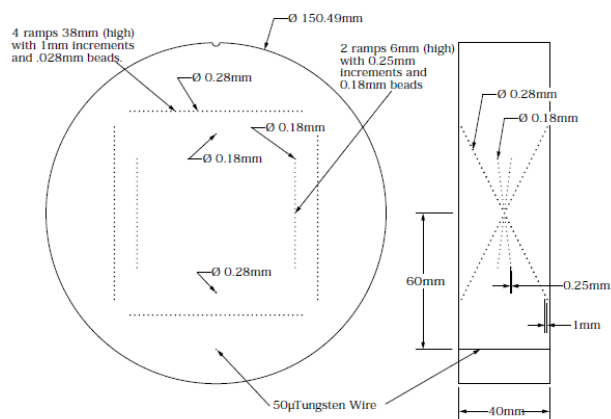 4 ramps 38mm (high)
with 1mm increments
and .028mm beads.
Ø 150.49mm
2 ramps 6mm (high)
with 0.25mm
increments and
0.18mm beads
Ø 0.28mm
Ø 0.18mm
Ø 0.18mm
Ø 0.28mm
50µTungsten Wire
Ø 0.28mm
Ø 0.18mm
60mm
0.25mm
1mm
40mm